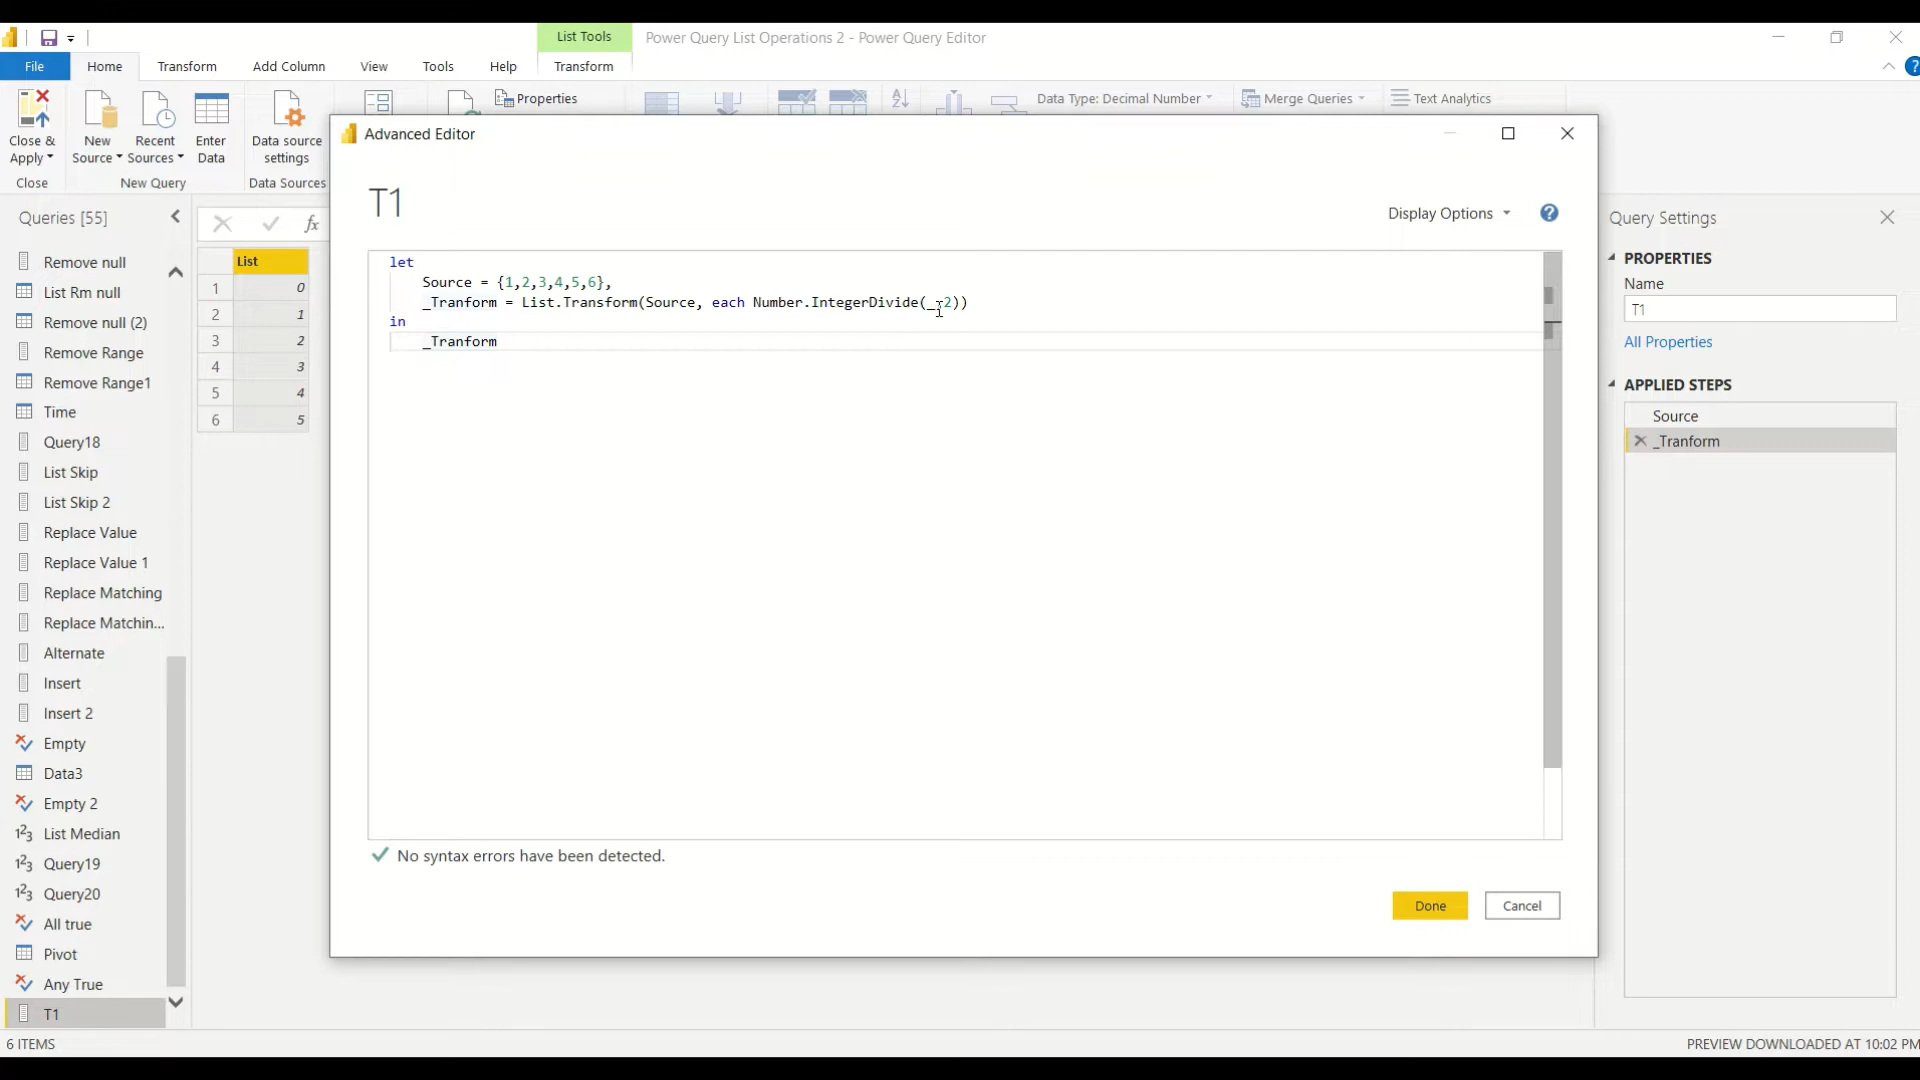 List Tools
Power Query List Operations 2 - Power Query Editor
File
Home
Transform
Add Column
View
Tools
Help
Transform
Close &
Apply
New
Source
Recent
Sources
Enter
Data
Data source
settings
Properties
Data Type: Decimal Number
Merge Queries
Text Analytics
Close
New Query
Data Sources
Advanced Editor
T1
Display Options
let
Source = {1,2,3,4,5,6},
_Tranform = List.Transform(Source, each Number.IntegerDivide(_,2))
in
_Tranform
No syntax errors have been detected.
Done
Cancel
Queries [55]
Remove null
List Rm null
Remove null (2)
Remove Range
Remove Range1
Time
Query18
List Skip
List Skip 2
Replace Value
Replace Value 1
Replace Matching
Replace Matchin...
Alternate
Insert
Insert 2
Empty
Data3
Empty 2
List Median
Query19
Query20
All true
Pivot
Any True
T1
fx
List
1 0
2 1
3 2
4 3
5 4
6 5
Query Settings
PROPERTIES
Name
T1
All Properties
APPLIED STEPS
Source
_Tranform
6 ITEMS
PREVIEW DOWNLOADED AT 10:02 PM